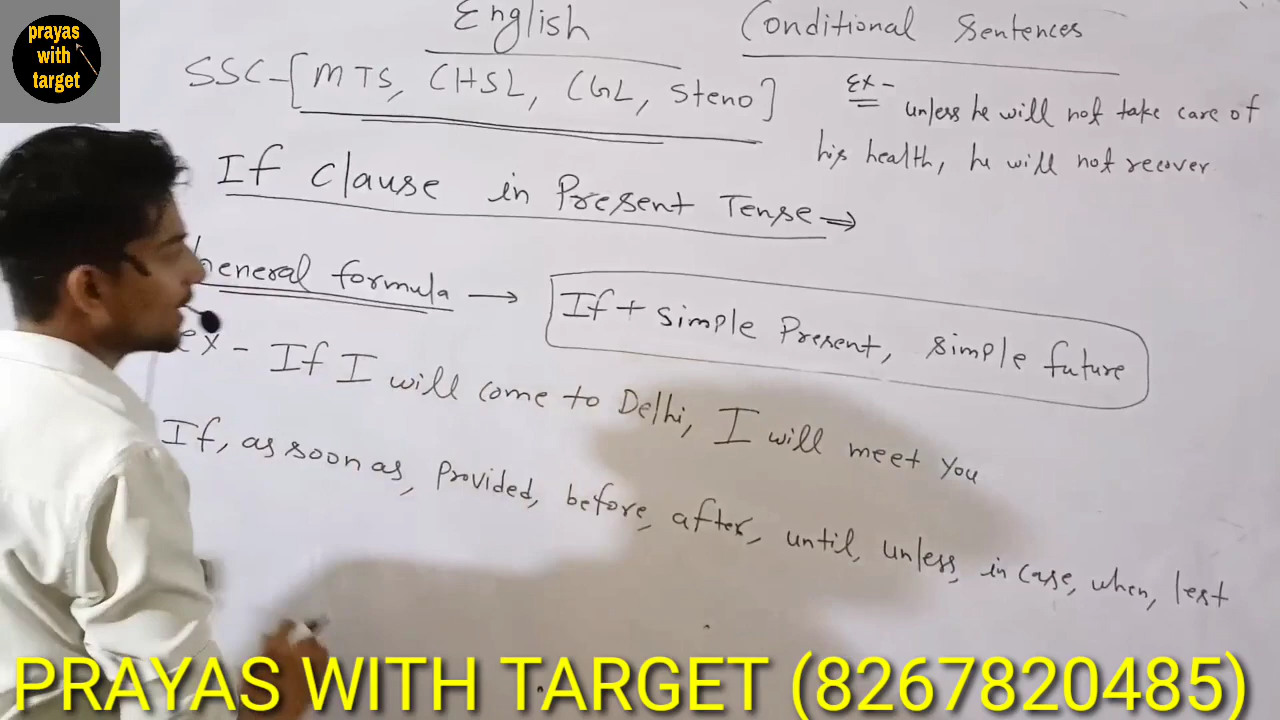 prayas
with
target
English
Conditional Sentences
SSC-[MTS, CHSL, CGL, Steno]
Ex-
unless he will not take care of
his health, he will not recover
If clause in Present Tense ⇒
General formula → If + Simple Present, simple future
ex - If I will come to Delhi, I will meet you
If, as soon as, Provided, before, after, until, unless, in case, when, lest
PRAYAS WITH TARGET (8267820485)